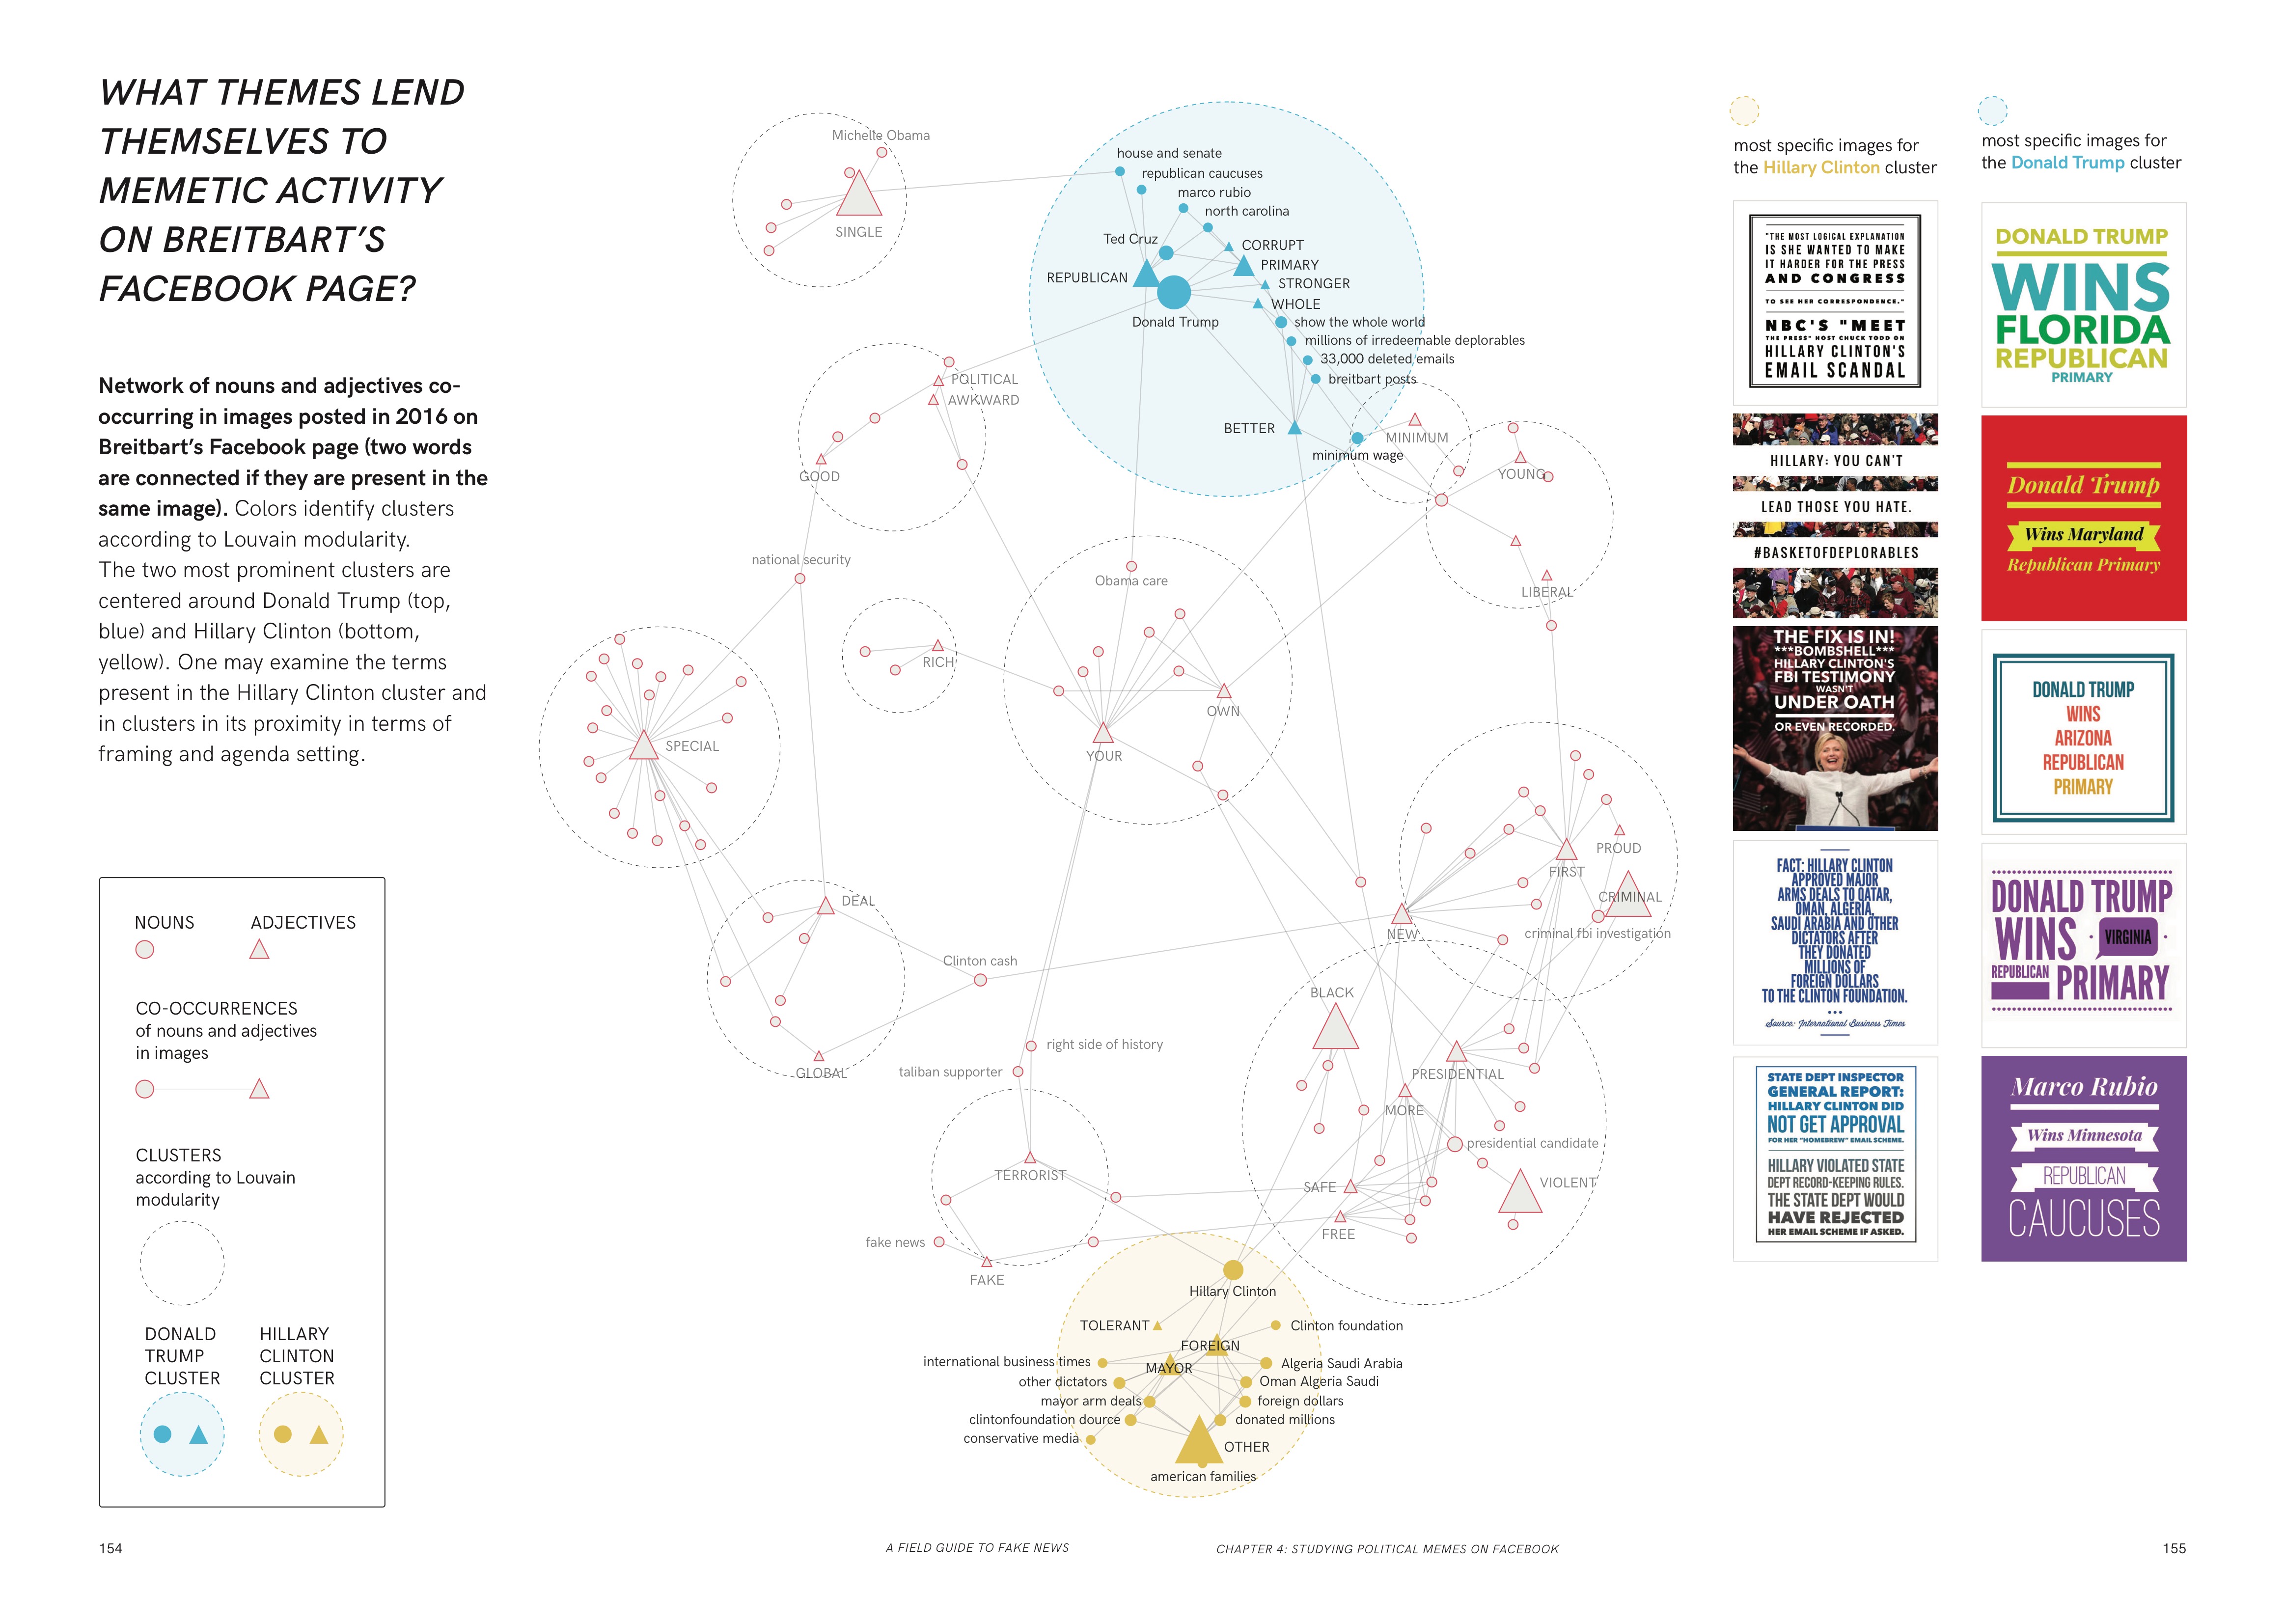 WHAT THEMES LEND
THEMSELVES TO
MEMETIC ACTIVITY
ON BREITBART'S
FACEBOOK PAGE?
Network of nouns and adjectives co-
occurring in images posted in 2016 on
Breitbart's Facebook page (two words
are connected if they are present in the
same image). Colors identify clusters
according to Louvain modularity.
The two most prominent clusters are
centered around Donald Trump (top,
blue) and Hillary Clinton (bottom,
yellow). One may examine the terms
present in the Hillary Clinton cluster and
in clusters in its proximity in terms of
framing and agenda setting.
NOUNS
ADJECTIVES
CO-OCCURRENCES
of nouns and adjectives
in images
CLUSTERS
according to Louvain
modularity
DONALD
TRUMP
CLUSTER
HILLARY
CLINTON
CLUSTER
Michelle Obama
SINGLE
house and senate
republican caucuses
marco rubio
north carolina
Ted Cruz
CORRUPT
PRIMARY
REPUBLICAN
STRONGER
WHOLE
Donald Trump
show the whole world
millions of irredeemable deplorables
33,000 deleted emails
breitbart posts
BETTER
MINIMUM
minimum wage
POLITICAL
AWKWARD
GOOD
YOUNG
LIBERAL
national security
Obama care
RICH
OWN
YOUR
SPECIAL
DEAL
Clinton cash
GLOBAL
right side of history
taliban supporter
TERRORIST
fake news
FAKE
PROUD
FIRST
CRIMINAL
criminal fbi investigation
NEW
BLACK
PRESIDENTIAL
MORE
presidential candidate
SAFE
VIOLENT
FREE
Hillary Clinton
TOLERANT
Clinton foundation
FOREIGN
international business times
MAYOR
Algeria Saudi Arabia
other dictators
Oman Algeria Saudi
mayor arm deals
foreign dollars
clintonfoundation dource
donated millions
conservative media
OTHER
american families
most specific images for
the Hillary Clinton cluster
"THE MOST LOGICAL EXPLANATION
IS SHE WANTED TO MAKE
IT HARDER FOR THE PRESS
AND CONGRESS
TO SEE HER CORRESPONDENCE."
NBC'S "MEET
THE PRESS" HOST CHUCK TODD ON
HILLARY CLINTON'S
EMAIL SCANDAL
HILLARY: YOU CAN'T
LEAD THOSE YOU HATE.
#BASKETOFDEPLORABLES
THE FIX IS IN!
***BOMBSHELL***
HILLARY CLINTON'S
FBI TESTIMONY
WASN'T
UNDER OATH
OR EVEN RECORDED.
FACT: HILLARY CLINTON
APPROVED MAJOR
ARMS DEALS TO QATAR,
OMAN, ALGERIA,
SAUDI ARABIA AND OTHER
DICTATORS AFTER
THEY DONATED
MILLIONS OF
FOREIGN DOLLARS
TO THE CLINTON FOUNDATION.
Source: International Business Times
STATE DEPT INSPECTOR
GENERAL REPORT:
HILLARY CLINTON DID
NOT GET APPROVAL
FOR HER "HOMEBREW" EMAIL SCHEME.
HILLARY VIOLATED STATE
DEPT RECORD-KEEPING RULES.
THE STATE DEPT WOULD
HAVE REJECTED
HER EMAIL SCHEME IF ASKED.
most specific images for
the Donald Trump cluster
DONALD TRUMP
WINS
FLORIDA
REPUBLICAN
PRIMARY
Donald Trump
Wins Maryland
Republican Primary
DONALD TRUMP
WINS
ARIZONA
REPUBLICAN
PRIMARY
DONALD TRUMP
WINS VIRGINIA
REPUBLICAN PRIMARY
Marco Rubio
Wins Minnesota
REPUBLICAN
CAUCUSES
154
A FIELD GUIDE TO FAKE NEWS
CHAPTER 4: STUDYING POLITICAL MEMES ON FACEBOOK
155